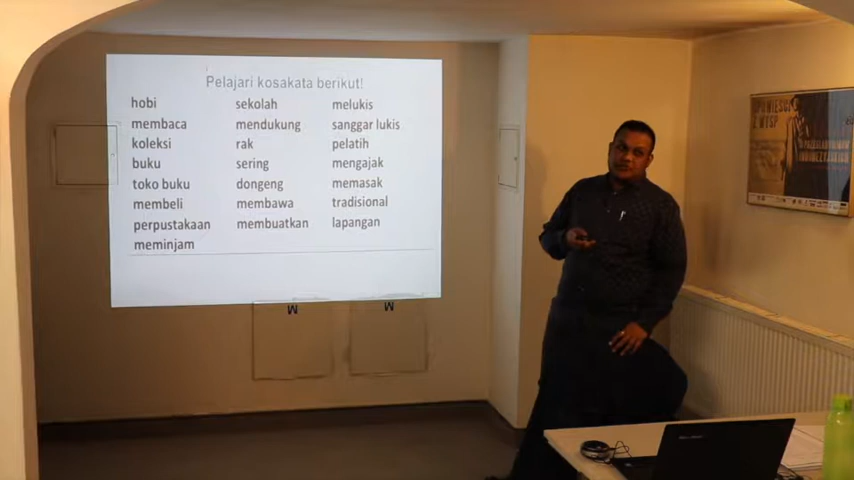 Pelajari kosakata berikut!
hobi
membaca
koleksi
buku
toko buku
membeli
perpustakaan
meminjam
sekolah
mendukung
rak
sering
dongeng
membawa
membuatkan
melukis
sanggar lukis
pelatih
mengajak
memasak
tradisional
lapangan
M
M